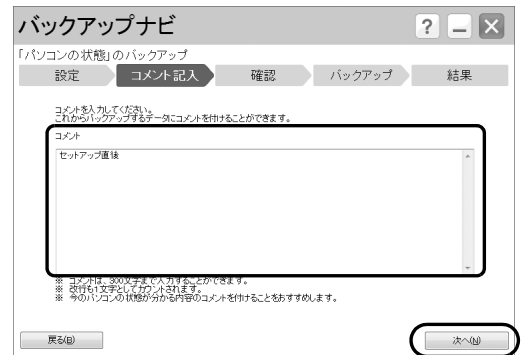 バックアップナビ
? － ×
「パソコンの状態」のバックアップ
設定 コメント記入 確認 バックアップ 結果
コメントを入力してください。
これからバックアップするデータにコメントを付けることができます。
コメント
セットアップ直後
※ コメントは、300文字まで入力することができます。
※ 改行も1文字としてカウントされます。
※ 今のパソコンの状態が分かる内容のコメントを付けることをおすすめします。
戻る(B) 次へ(N)